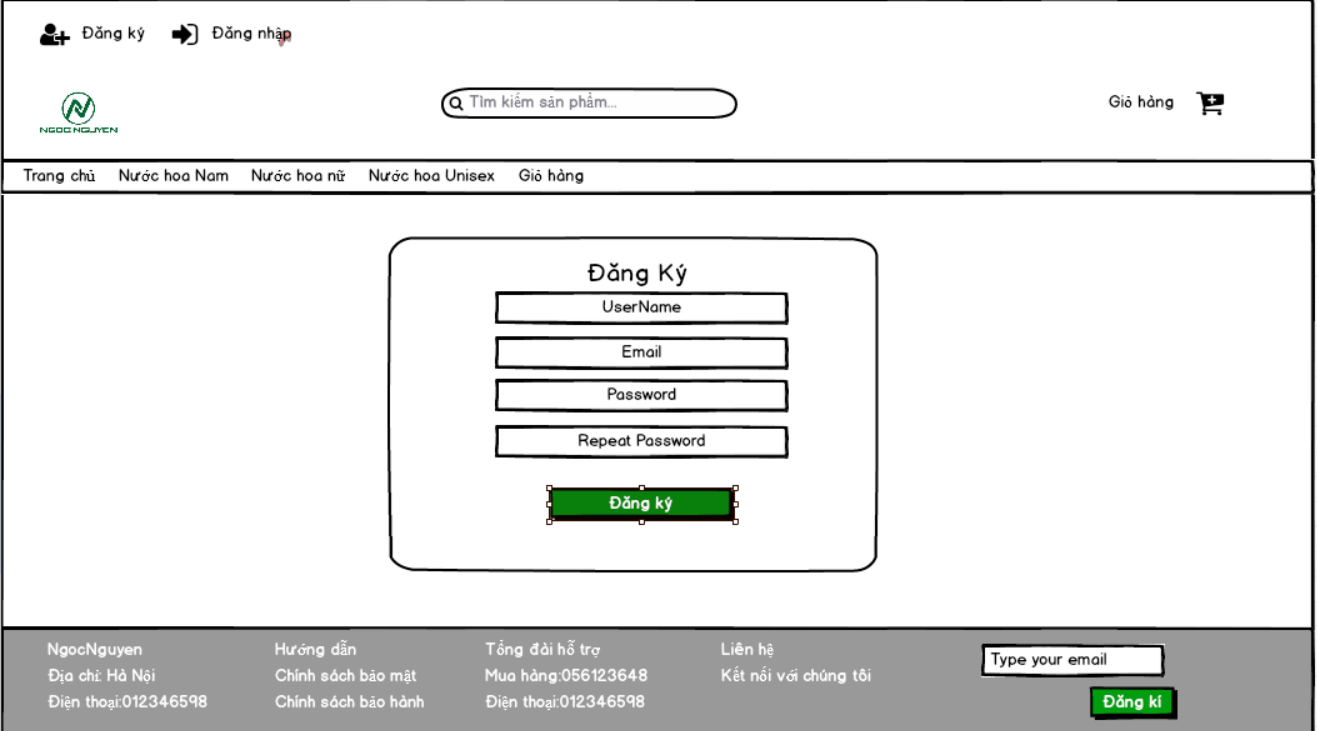 Đăng ký Đăng nhập
NGOC NGUYEN
Tìm kiếm sản phẩm...
Giỏ hàng
Trang chủ Nước hoa Nam Nước hoa nữ Nước hoa Unisex Giỏ hàng
Đăng Ký
UserName
Email
Password
Repeat Password
Đăng ký
NgocNguyen
Địa chỉ: Hà Nội
Điện thoại:012346598
Hướng dẫn
Chính sách bảo mật
Chính sách bảo hành
Tổng đài hỗ trợ
Mua hàng:056123648
Điện thoại:012346598
Liên hệ
Kết nối với chúng tôi
Type your email
Đăng kí